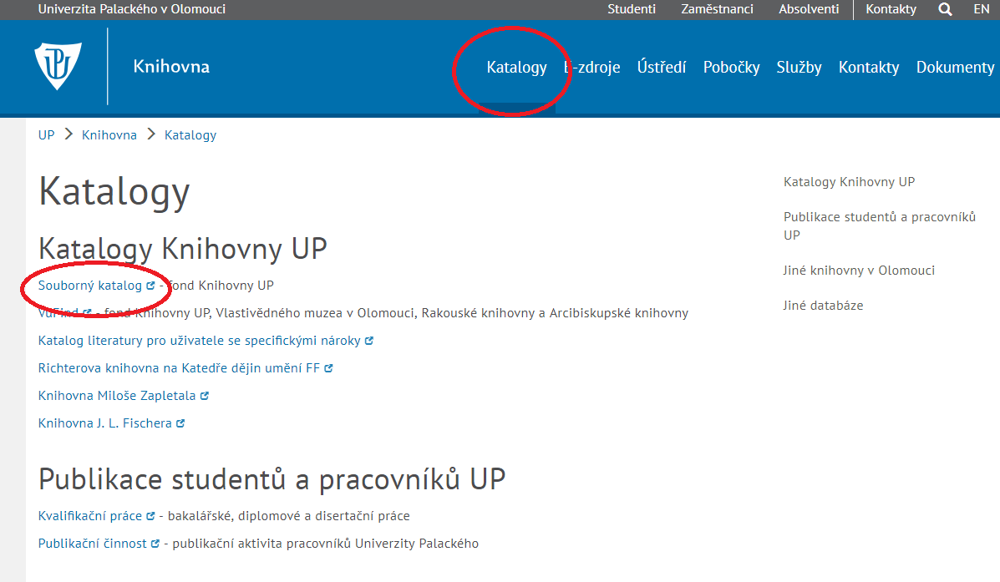 Univerzita Palackého v Olomouci
Studenti Zaměstnanci Absolventi Kontakty EN
Knihovna
Katalogy E-zdroje Ústředí Pobočky Služby Kontakty Dokumenty
UP > Knihovna > Katalogy
Katalogy
Katalogy Knihovny UP
Souborný katalog - fond Knihovny UP
VuFind - fond Knihovny UP, Vlastivědného muzea v Olomouci, Rakouské knihovny a Arcibiskupské knihovny
Katalog literatury pro uživatele se specifickými nároky
Richterova knihovna na Katedře dějin umění FF
Knihovna Miloše Zapletala
Knihovna J. L. Fischera
Publikace studentů a pracovníků UP
Kvalifikační práce - bakalářské, diplomové a disertační práce
Publikační činnost - publikační aktivita pracovníků Univerzity Palackého
Katalogy Knihovny UP
Publikace studentů a pracovníků
UP
Jiné knihovny v Olomouci
Jiné databáze